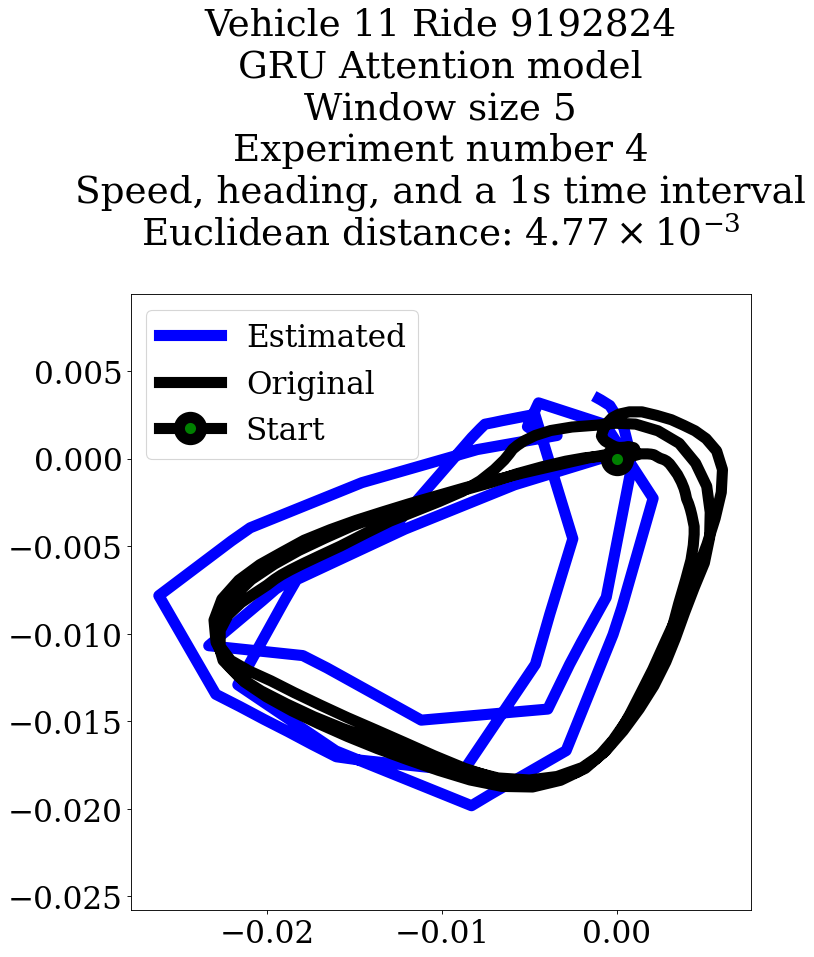 Vehicle 11 Ride 9192824
GRU Attention model
Window size 5
Experiment number 4
Speed, heading, and a 1s time interval
Euclidean distance: 4.77 × 10⁻³
Estimated
Original
Start
0.005
0.000
−0.005
−0.010
−0.015
−0.020
−0.025
−0.02 −0.01 0.00